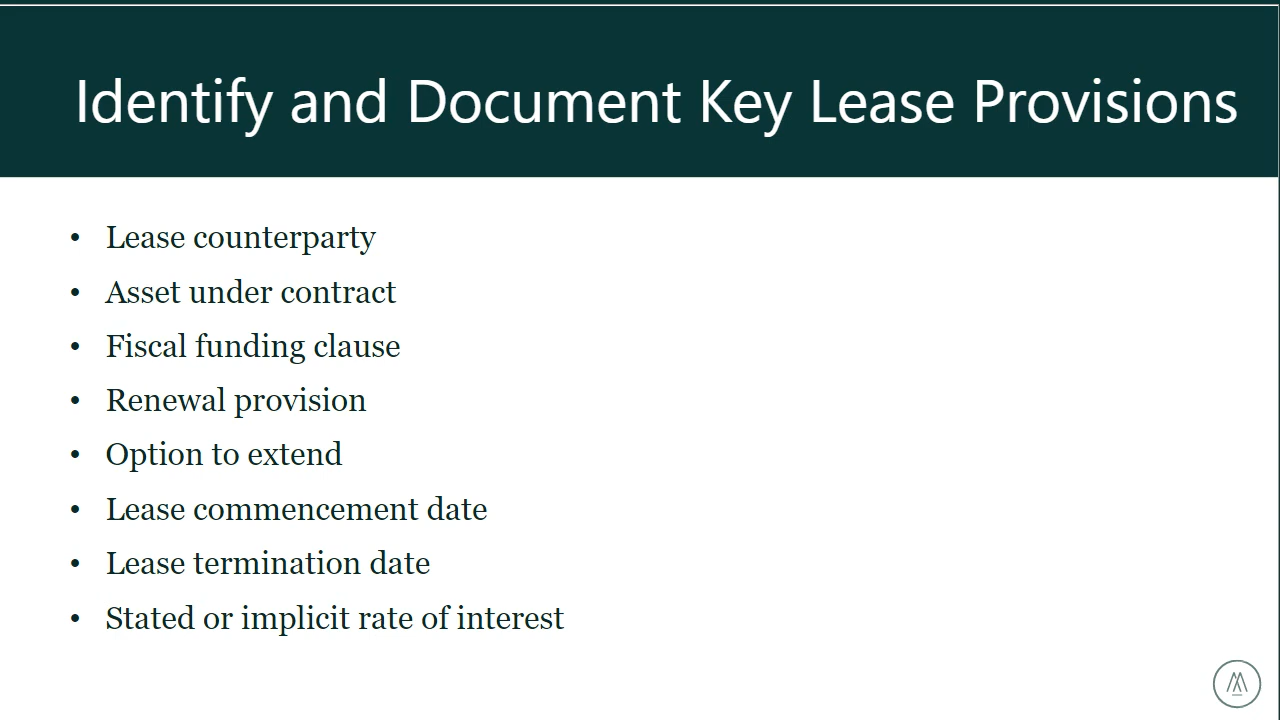 Identify and Document Key Lease Provisions
• Lease counterparty
• Asset under contract
• Fiscal funding clause
• Renewal provision
• Option to extend
• Lease commencement date
• Lease termination date
• Stated or implicit rate of interest